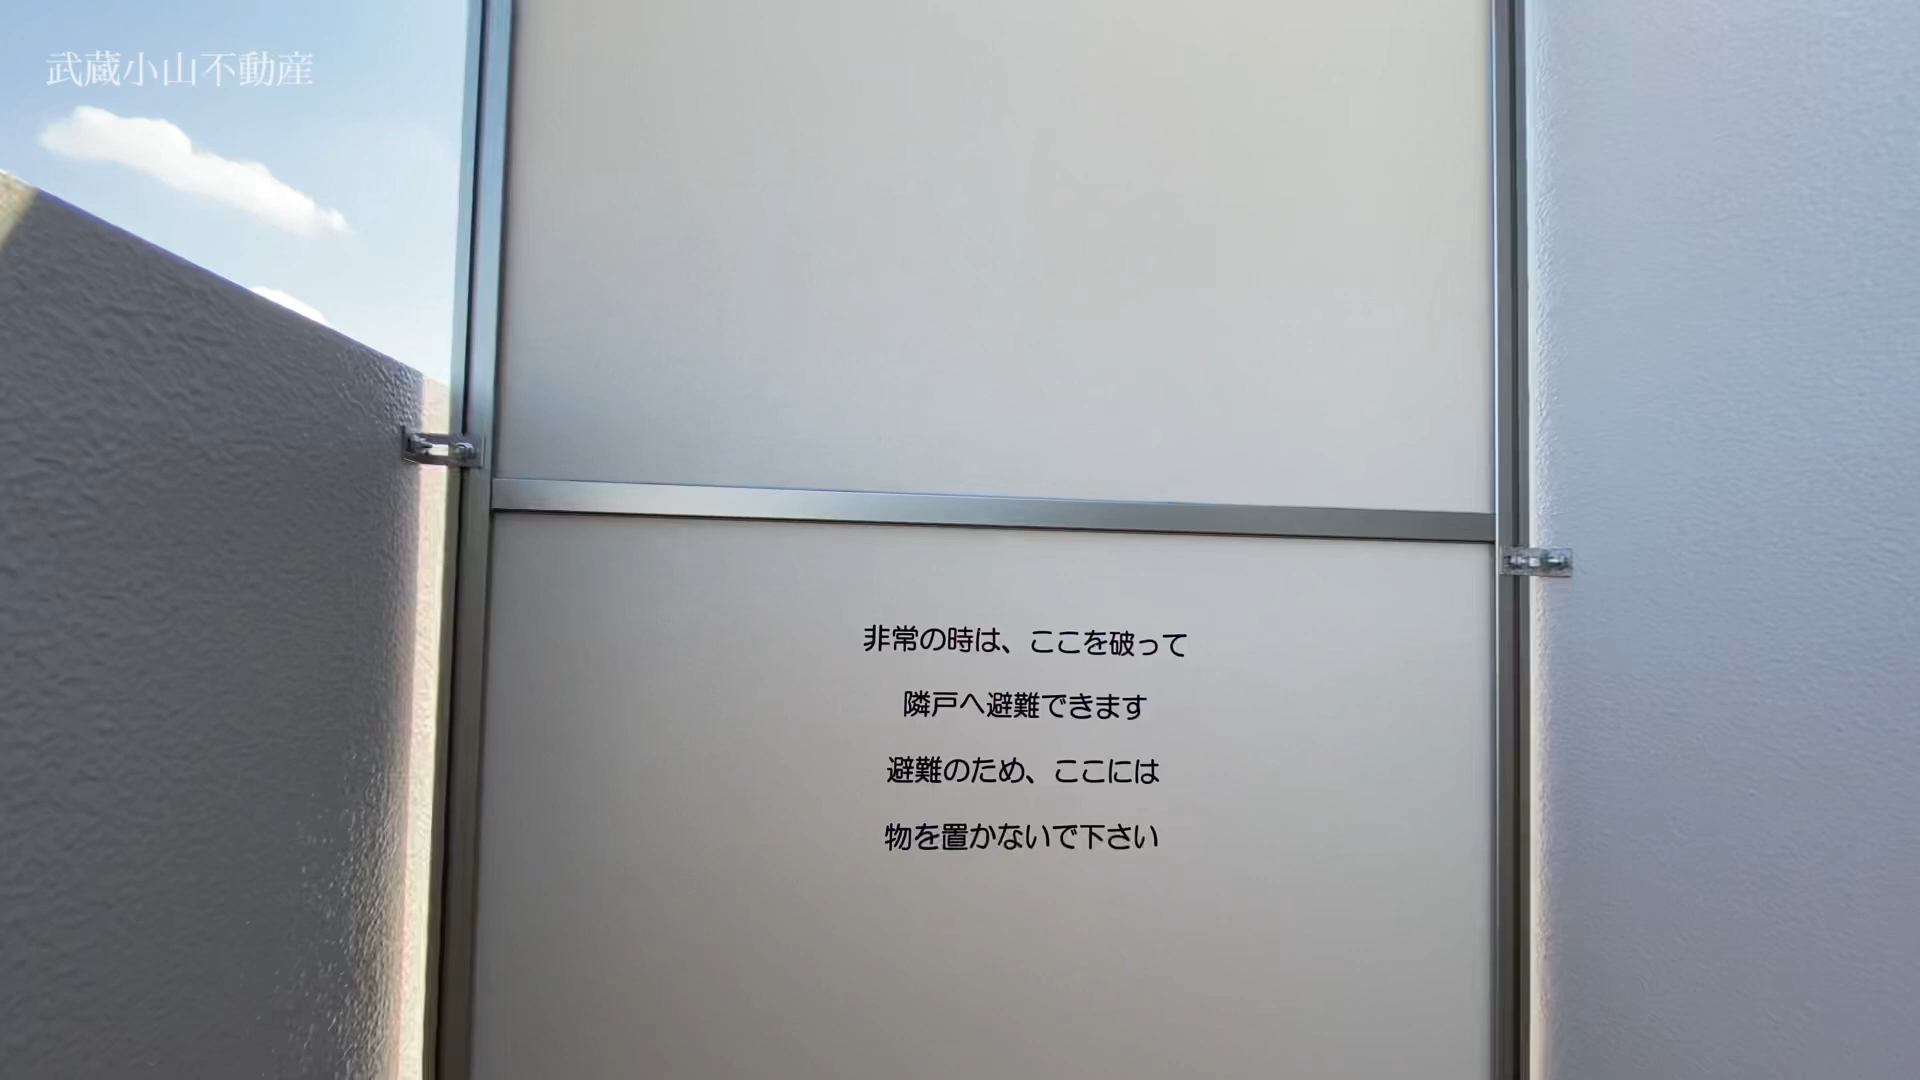 武蔵小山不動産
非常の時は、ここを破って
隣戸へ避難できます
避難のため、ここには
物を置かないで下さい